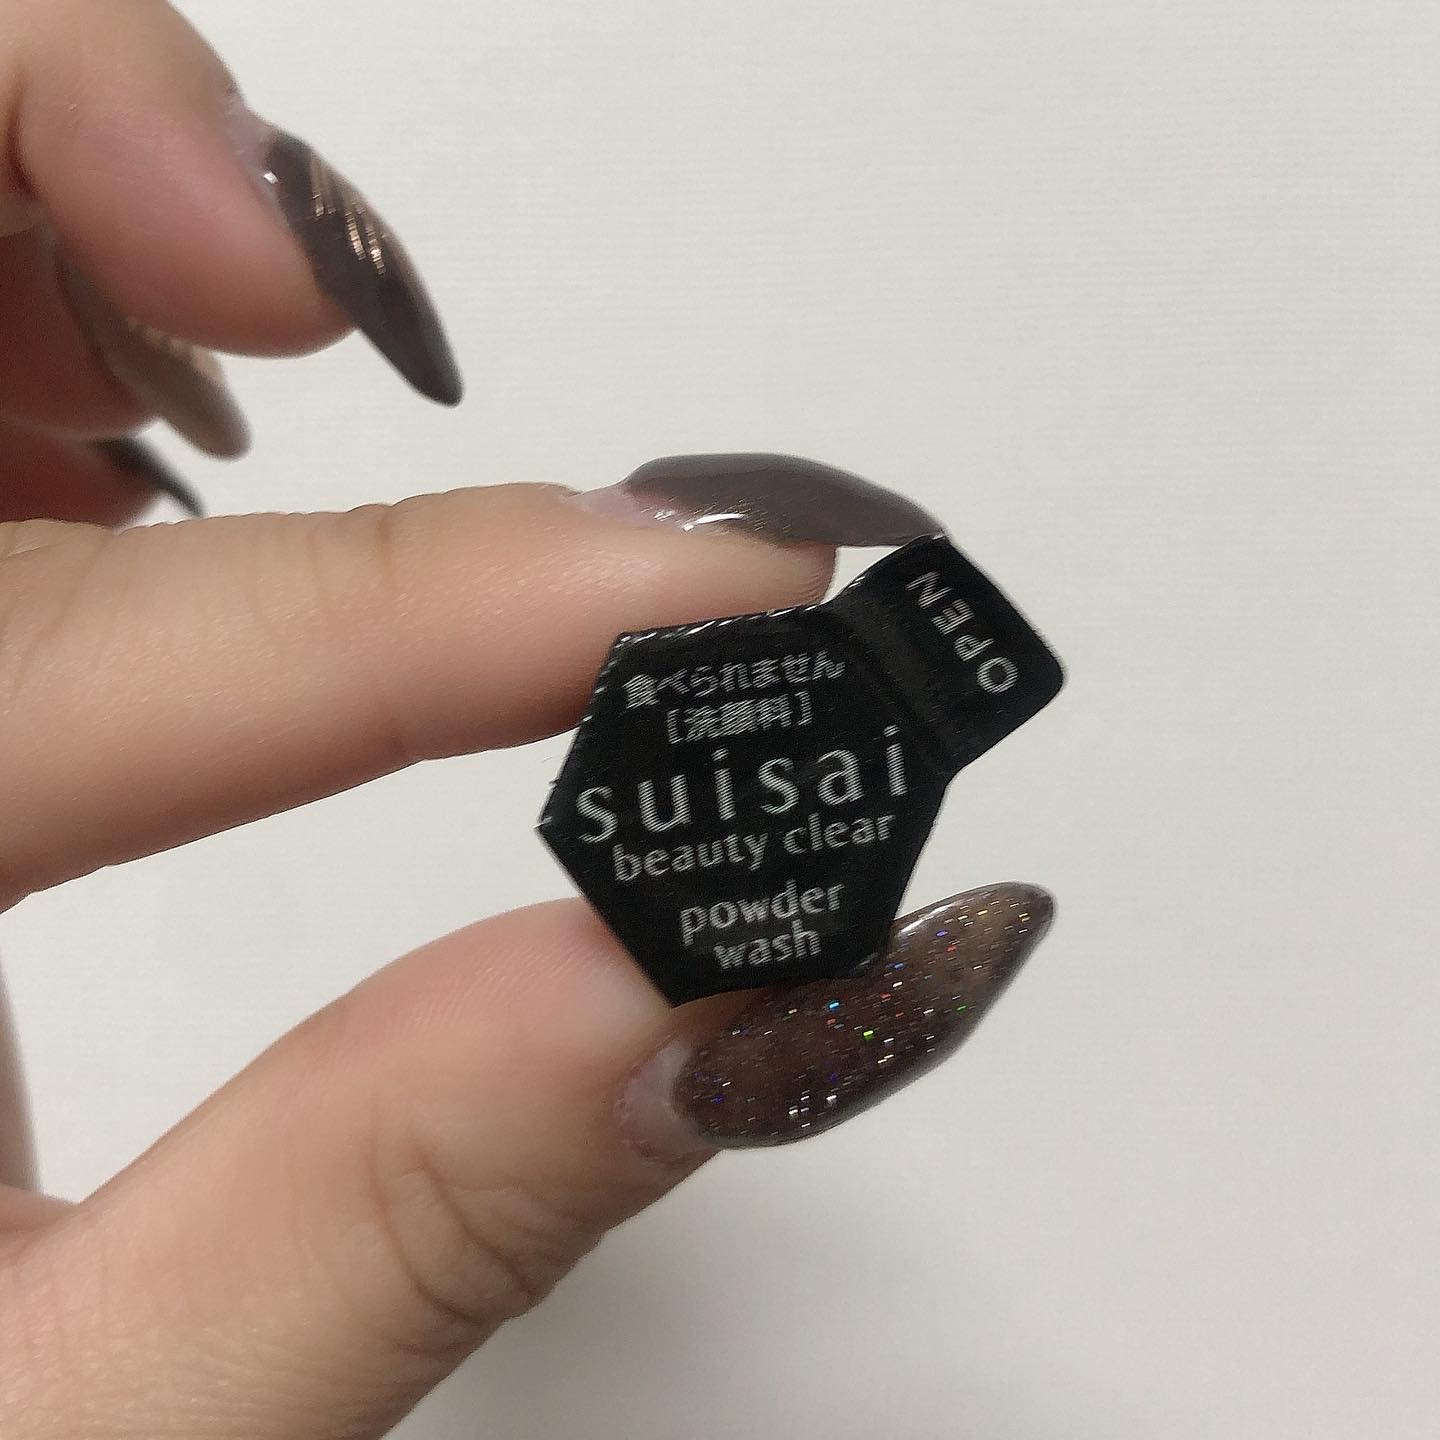 食べられません
[洗顔料]
suisai
beauty clear
powder
wash
OPEN